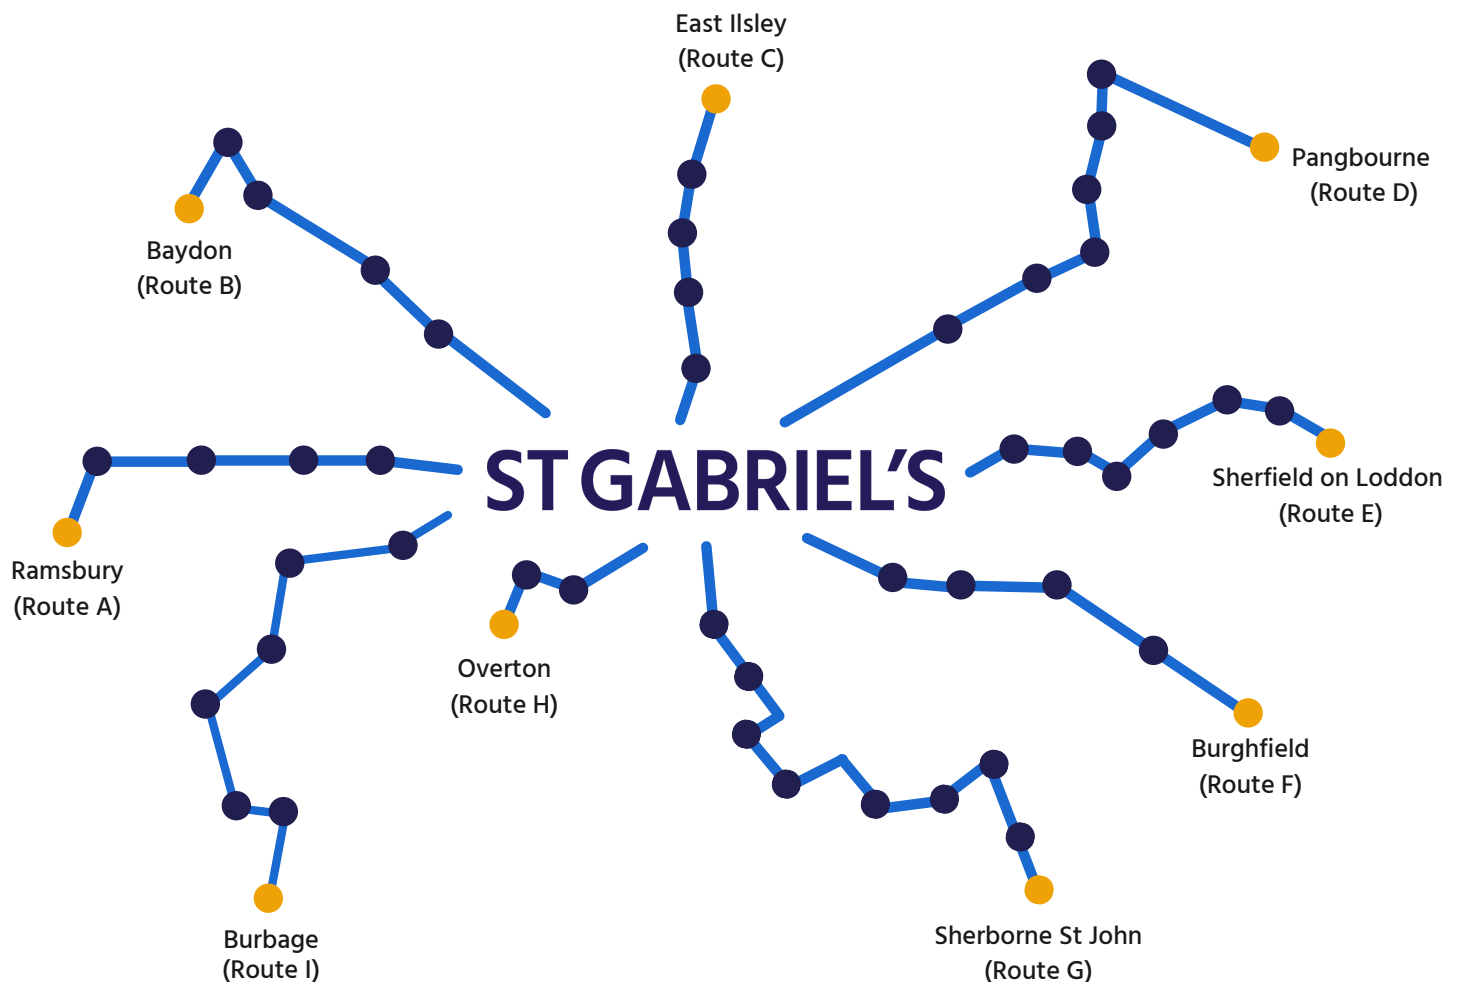 East Ilsley
(Route C)
Pangbourne
(Route D)
Baydon
(Route B)
ST GABRIEL'S
Sherfield on Loddon
(Route E)
Ramsbury
(Route A)
Overton
(Route H)
Burghfield
(Route F)
Burbage
(Route I)
Sherborne St John
(Route G)